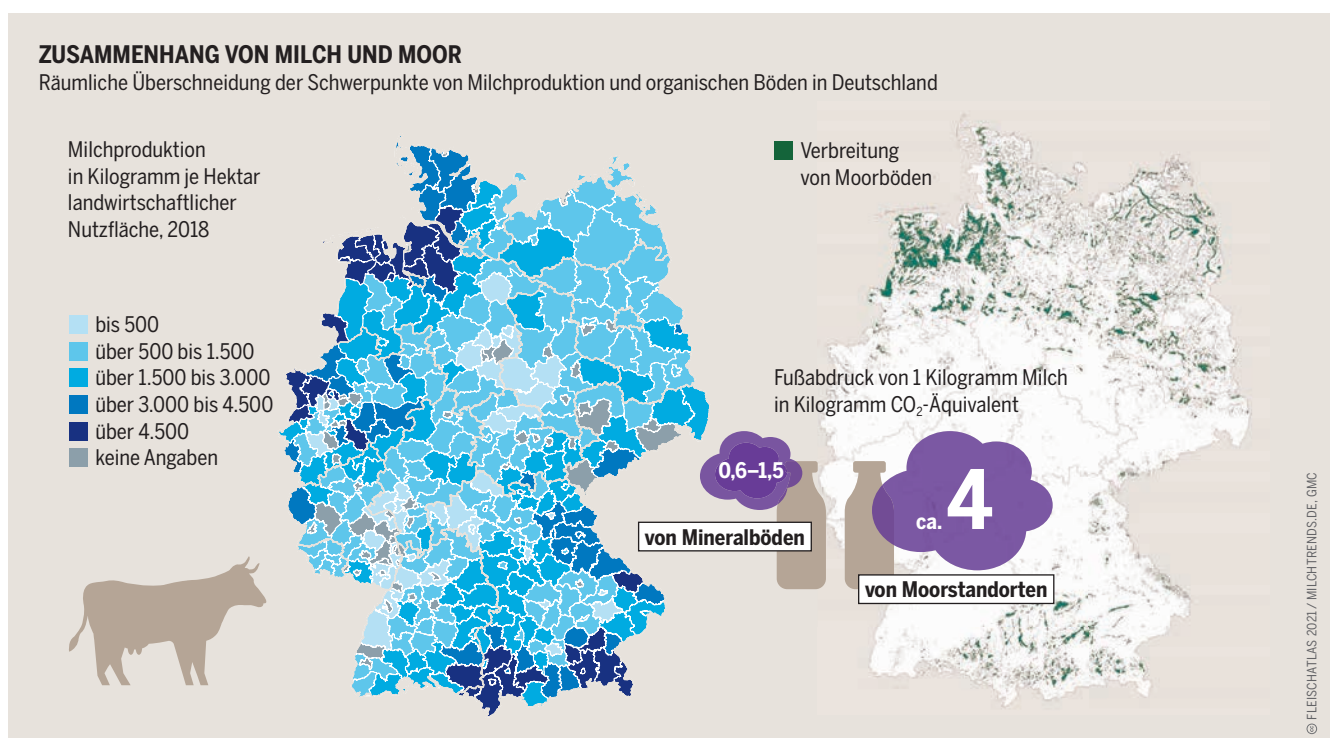 ZUSAMMENHANG VON MILCH UND MOOR
Räumliche Überschneidung der Schwerpunkte von Milchproduktion und organischen Böden in Deutschland
Milchproduktion
in Kilogramm je Hektar
landwirtschaftlicher
Nutzfläche, 2018
bis 500
über 500 bis 1.500
über 1.500 bis 3.000
über 3.000 bis 4.500
über 4.500
keine Angaben
Verbreitung
von Moorböden
Fußabdruck von 1 Kilogramm Milch
in Kilogramm CO₂-Äquivalent
0,6–1,5
von Mineralböden
ca. 4
von Moorstandorten
FLEISCHATLAS 2021 / MILCHTRENDS.DE, GMC